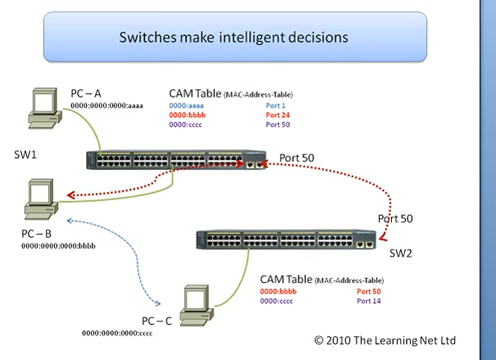 Switches make intelligent decisions
PC – A
0000:0000:0000:aaaa
CAM Table (MAC-Address-Table)
0000:aaaa Port 1
0000:bbbb Port 24
0000:cccc Port 50
SW1
Port 50
PC – B
0000:0000:0000:bbbb
Port 50
SW2
CAM Table (MAC-Address-Table)
0000:bbbb Port 50
0000:cccc Port 14
PC – C
0000:0000:0000:cccc
© 2010 The Learning Net Ltd